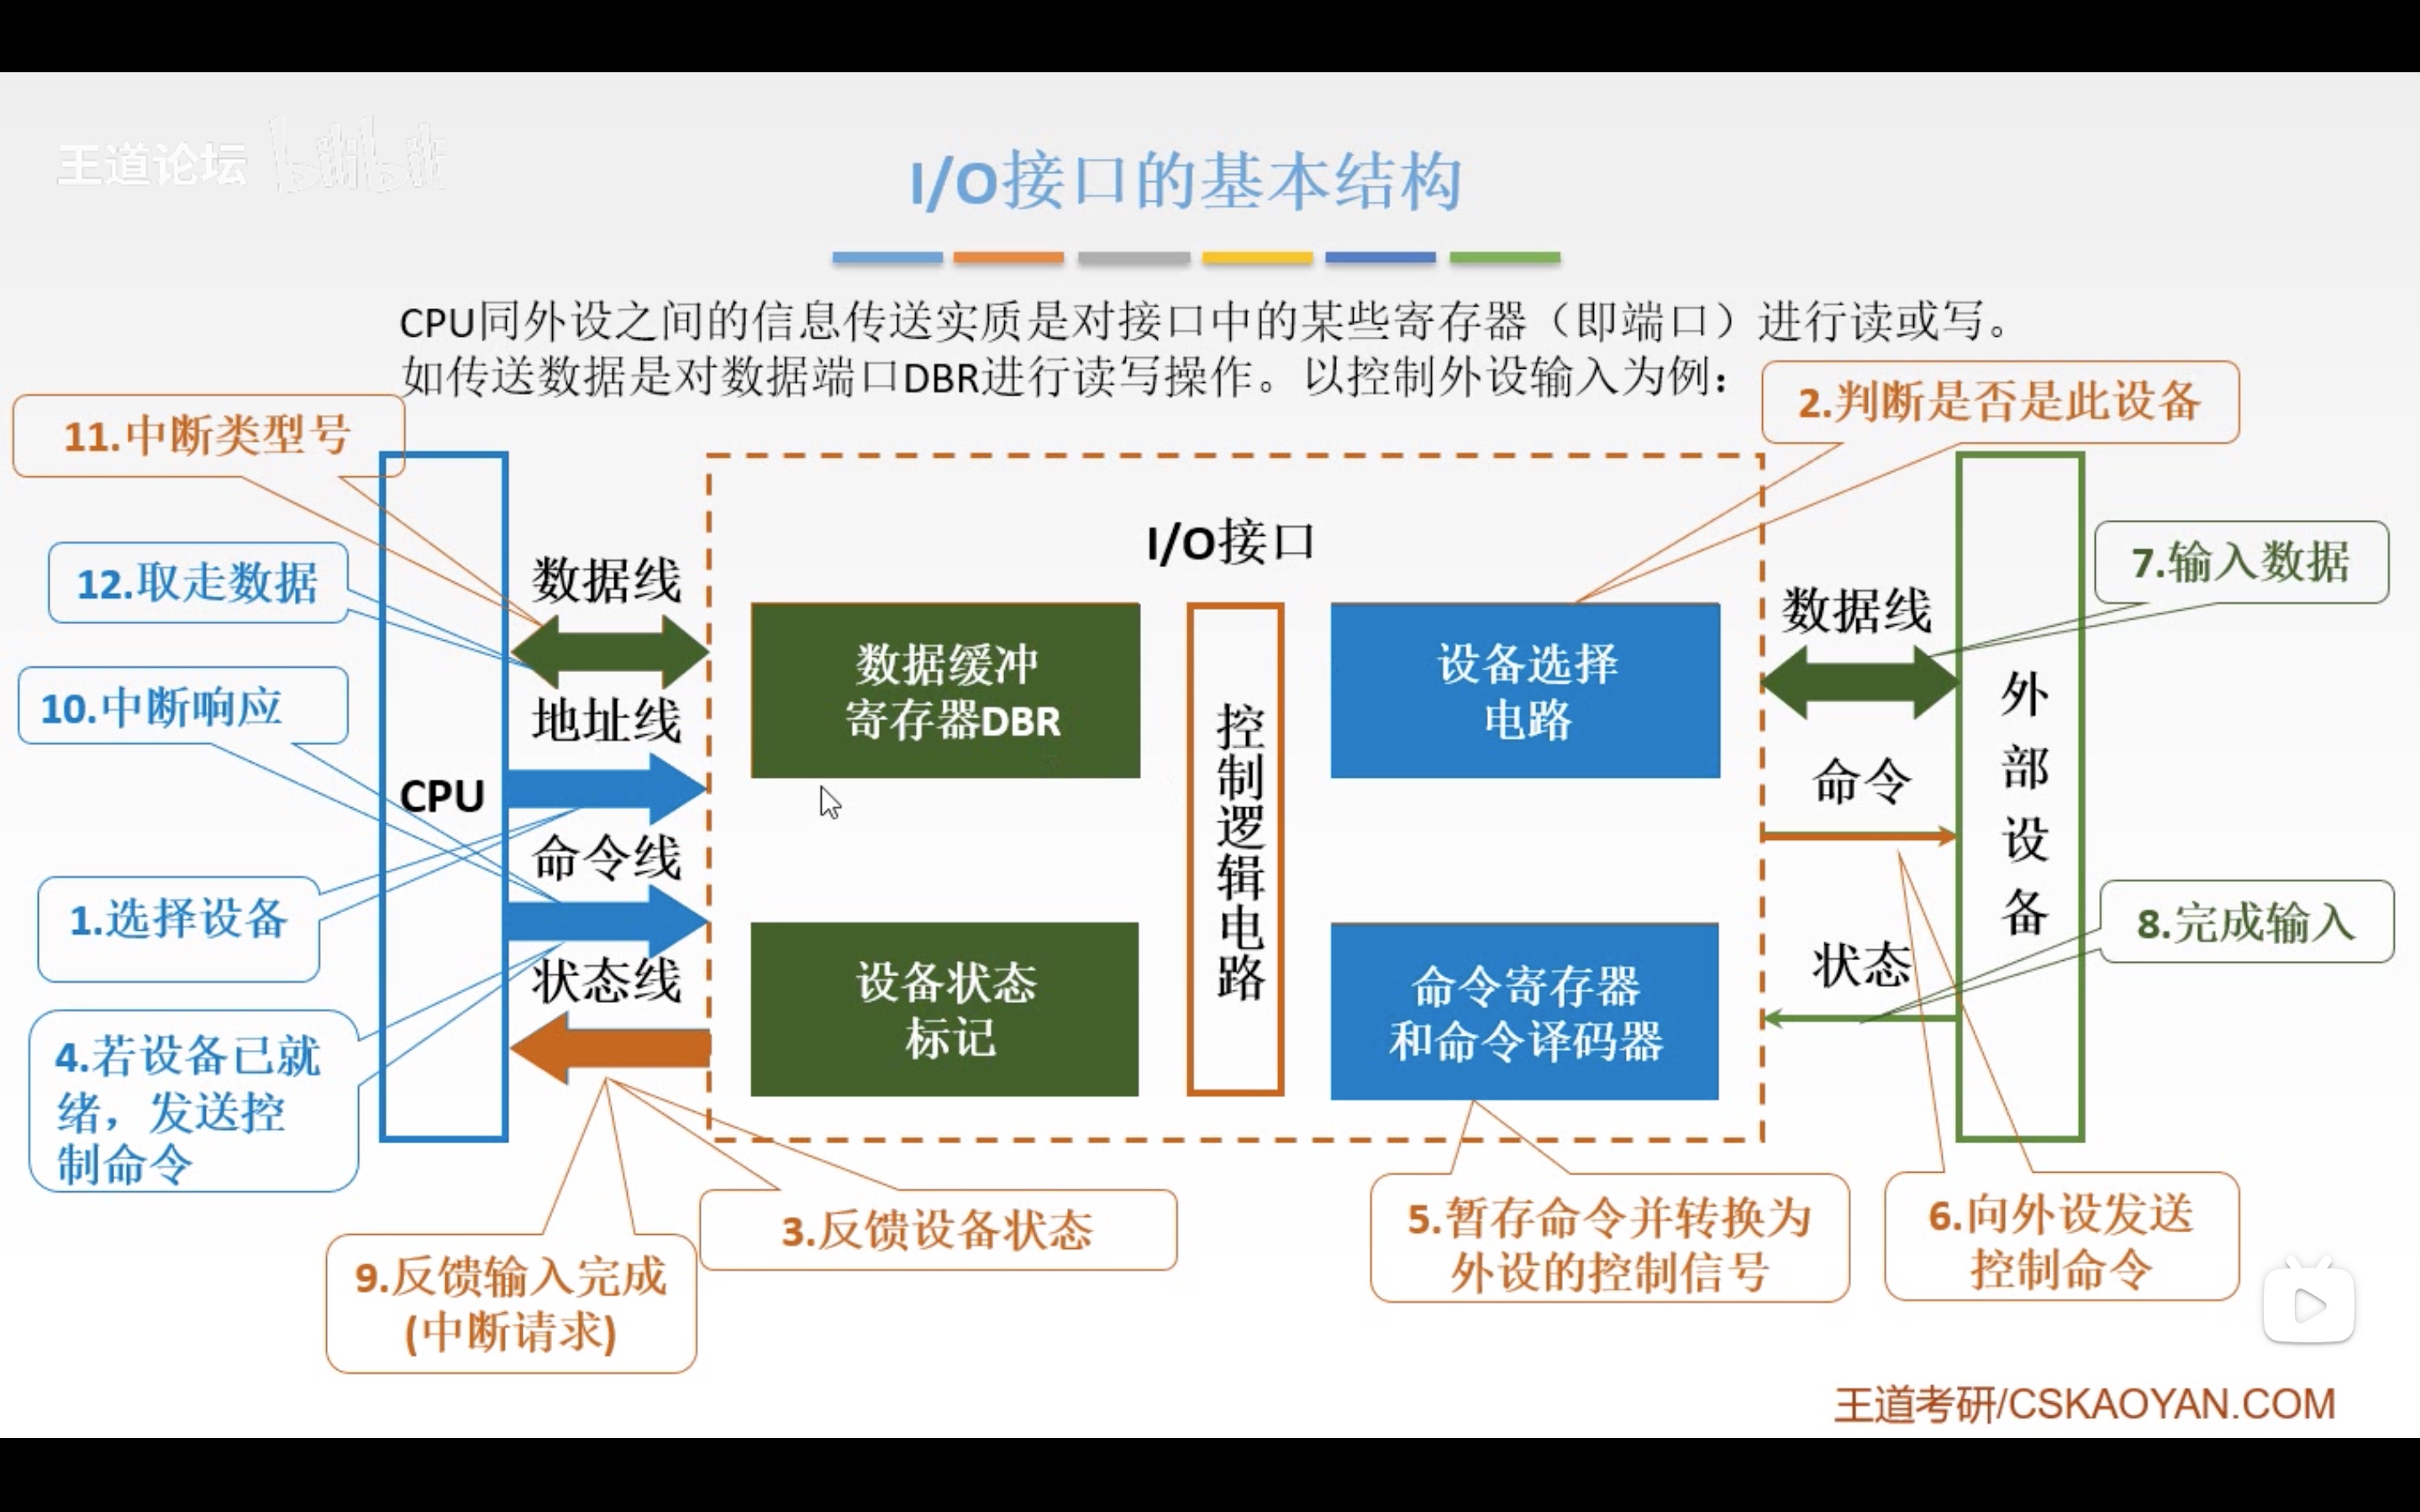 王道论坛 bilibili
I/O接口的基本结构
CPU同外设之间的信息传送实质是对接口中的某些寄存器（即端口）进行读或写。
如传送数据是对数据端口DBR进行读写操作。以控制外设输入为例：
2.判断是否是此设备
11.中断类型号
I/O接口
7.输入数据
12.取走数据
数据线
数据线
数据缓冲
寄存器DBR
设备选择
电路
10.中断响应
地址线
控制逻辑电路
外部设备
CPU
命令
命令线
1.选择设备
8.完成输入
状态
状态线
设备状态
标记
命令寄存器
和命令译码器
4.若设备已就
绪，发送控
制命令
3.反馈设备状态
5.暂存命令并转换为
外设的控制信号
6.向外设发送
控制命令
9.反馈输入完成
(中断请求)
王道考研/CSKAOYAN.COM